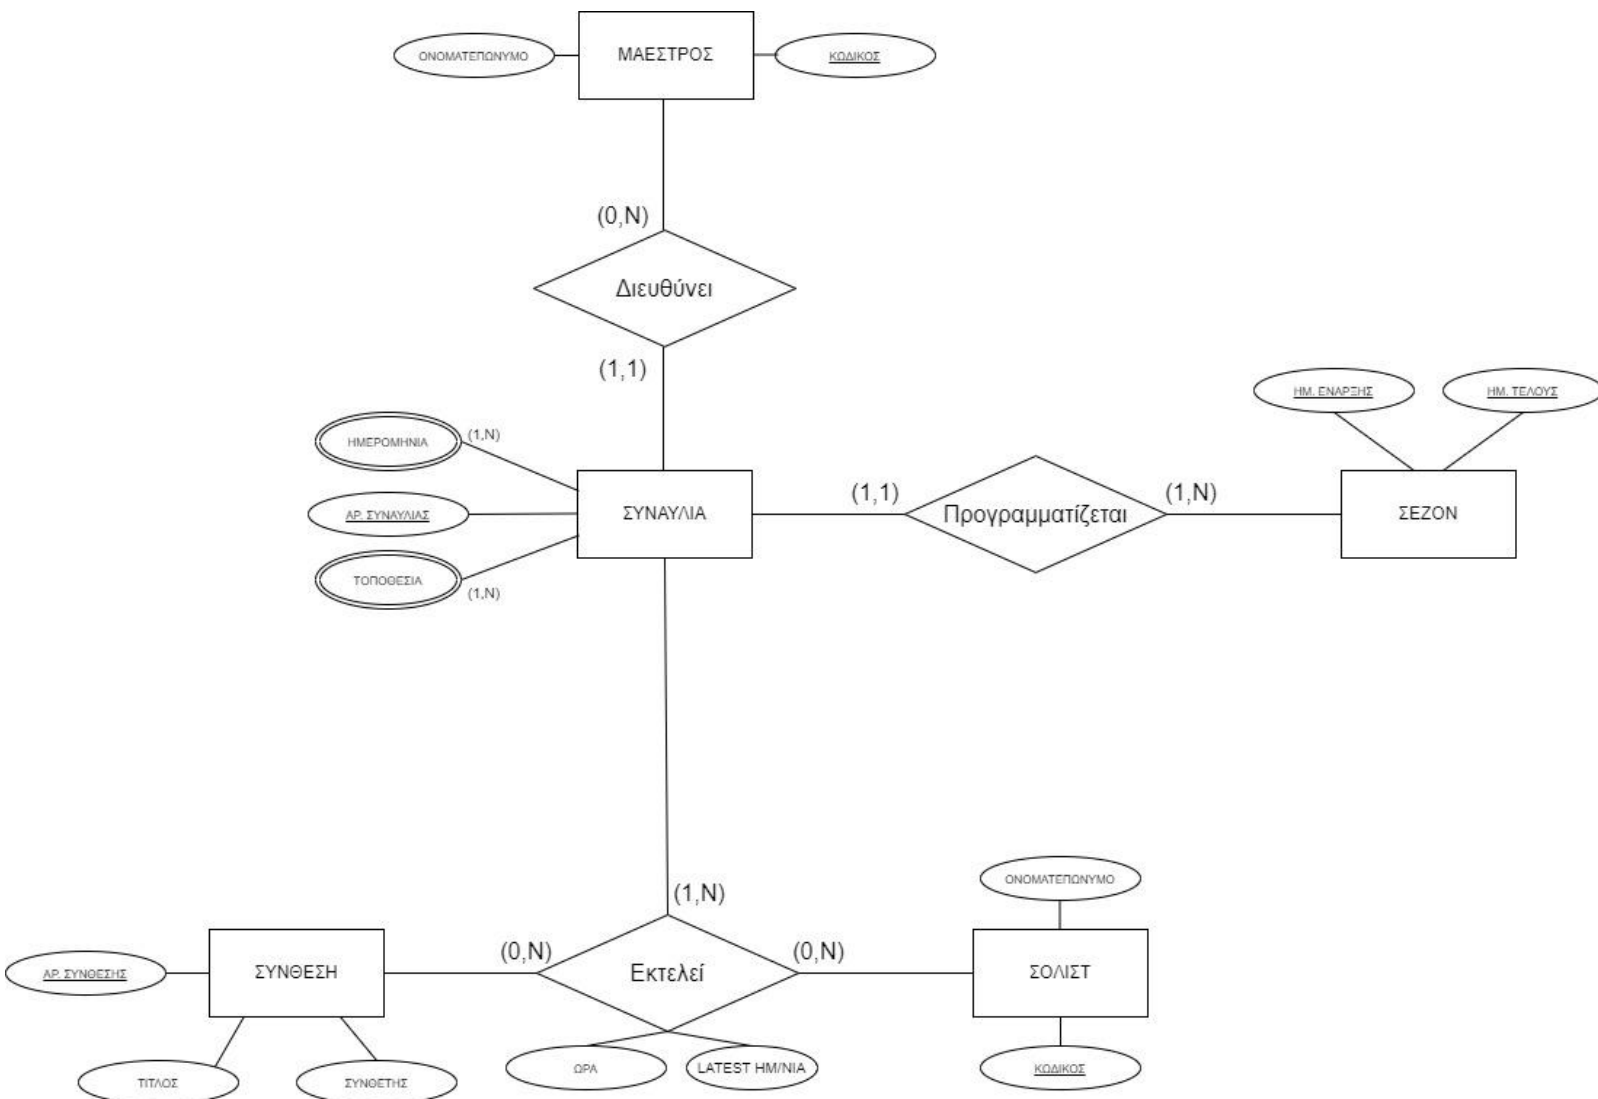 ΟΝΟΜΑΤΕΠΩΝΥΜΟ
ΜΑΕΣΤΡΟΣ
ΚΩΔΙΚΟΣ
(0,N)
Διευθύνει
(1,1)
ΗΜΕΡΟΜΗΝΙΑ
(1,N)
ΑΡ. ΣΥΝΑΥΛΙΑΣ
ΤΟΠΟΘΕΣΙΑ
(1,N)
ΣΥΝΑΥΛΙΑ
(1,1)
Προγραμματίζεται
(1,N)
ΗΜ. ΕΝΑΡΞΗΣ
ΗΜ. ΤΕΛΟΥΣ
ΣΕΖΟΝ
(1,N)
(0,N)
Εκτελεί
(0,N)
ΑΡ. ΣΥΝΘΕΣΗΣ
ΣΥΝΘΕΣΗ
ΤΙΤΛΟΣ
ΣΥΝΘΕΤΗΣ
ΩΡΑ
LATEST ΗΜ/ΝΙΑ
ΟΝΟΜΑΤΕΠΩΝΥΜΟ
ΣΟΛΙΣΤ
ΚΩΔΙΚΟΣ